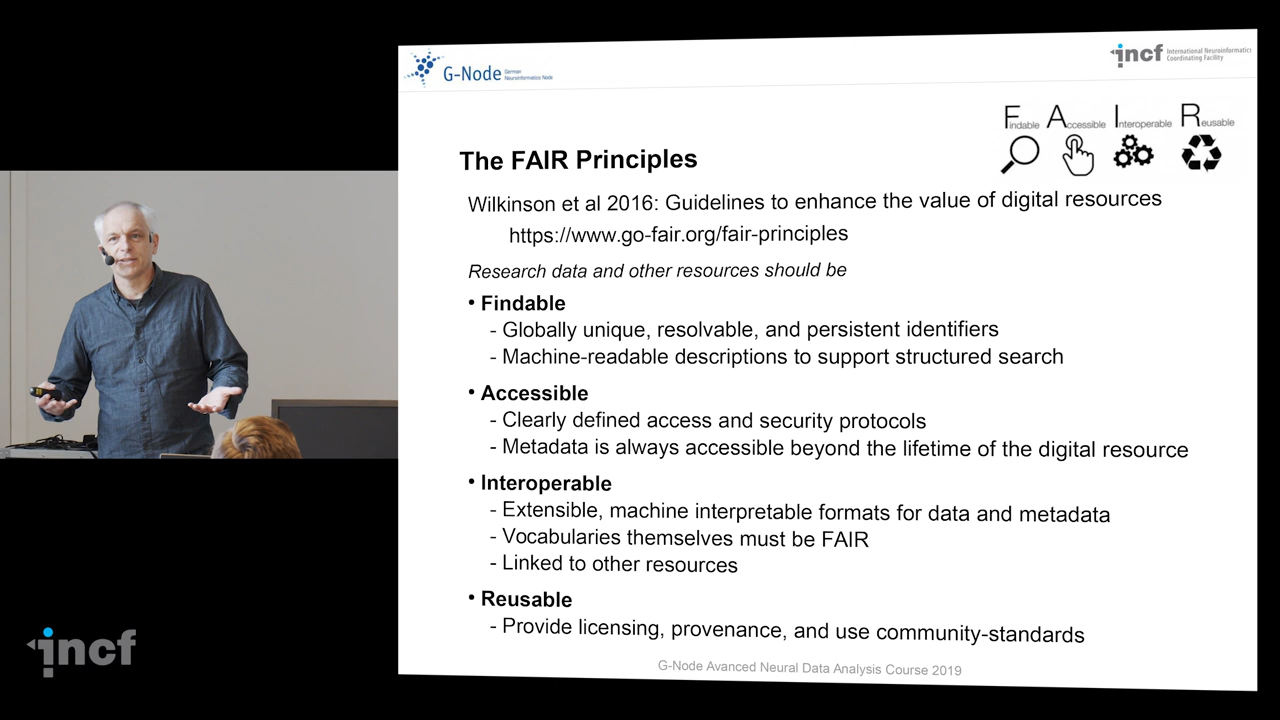 G-Node German
Neuroinformatics Node
incf International Neuroinformatics
Coordinating Facility
Findable Accessible Interoperable Reusable
The FAIR Principles
Wilkinson et al 2016: Guidelines to enhance the value of digital resources
https://www.go-fair.org/fair-principles
Research data and other resources should be
• Findable
- Globally unique, resolvable, and persistent identifiers
- Machine-readable descriptions to support structured search
• Accessible
- Clearly defined access and security protocols
- Metadata is always accessible beyond the lifetime of the digital resource
• Interoperable
- Extensible, machine interpretable formats for data and metadata
- Vocabularies themselves must be FAIR
- Linked to other resources
• Reusable
- Provide licensing, provenance, and use community-standards
G-Node Avanced Neural Data Analysis Course 2019
incf